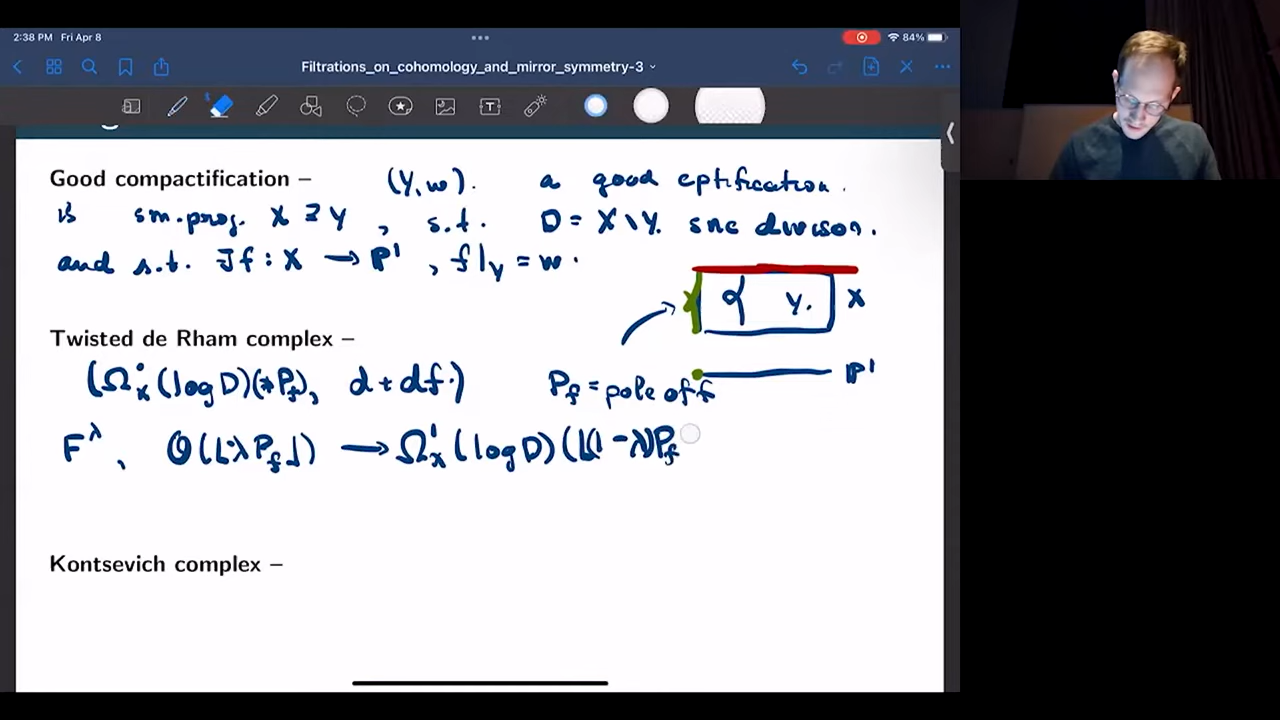 2:38 PM Fri Apr 8
84%
Filtrations_on_cohomology_and_mirror_symmetry-3
Good compactification – (Y, w). a good cptification.
is sm.proj. X ⊇ Y, s.t. D = X \ Y. snc divisor.
and s.t. ∃f : X → P¹, f|_Y = w.
Y. X
Twisted de Rham complex –
(Ω^•_X (log D)(*P_f), d + df·) P_f = pole of f P¹
F^λ, O(⌊-λP_f⌋) → Ω^1_X (log D)(⌊(1-λ)P_f
Kontsevich complex –